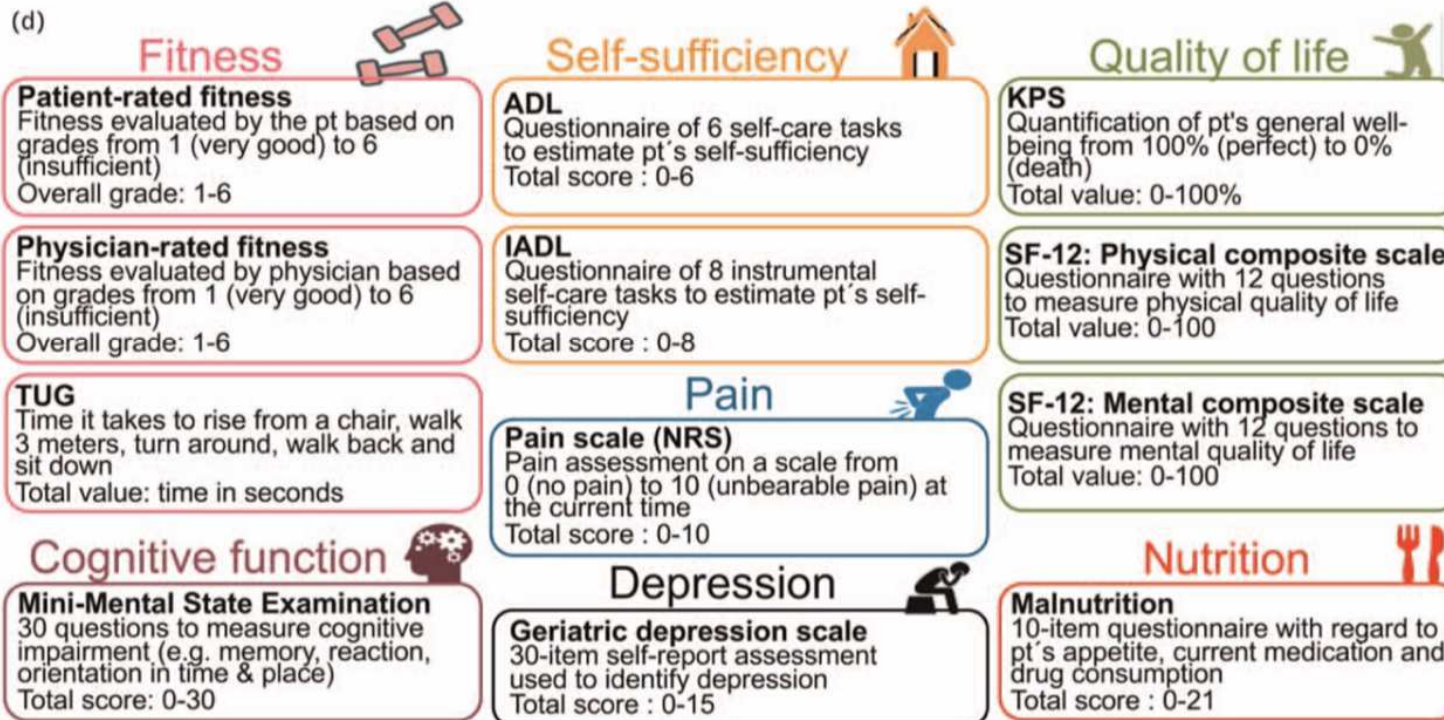 (d)
Fitness
Patient-rated fitness
Fitness evaluated by the pt based on
grades from 1 (very good) to 6
(insufficient)
Overall grade: 1-6
Physician-rated fitness
Fitness evaluated by physician based
on grades from 1 (very good) to 6
(insufficient)
Overall grade: 1-6
TUG
Time it takes to rise from a chair, walk
3 meters, turn around, walk back and
sit down
Total value: time in seconds
Cognitive function
Mini-Mental State Examination
30 questions to measure cognitive
impairment (e.g. memory, reaction,
orientation in time & place)
Total score: 0-30
Self-sufficiency
ADL
Questionnaire of 6 self-care tasks
to estimate pt´s self-sufficiency
Total score : 0-6
IADL
Questionnaire of 8 instrumental
self-care tasks to estimate pt´s self-
sufficiency
Total score : 0-8
Pain
Pain scale (NRS)
Pain assessment on a scale from
0 (no pain) to 10 (unbearable pain) at
the current time
Total score : 0-10
Depression
Geriatric depression scale
30-item self-report assessment
used to identify depression
Total score : 0-15
Quality of life
KPS
Quantification of pt's general well-
being from 100% (perfect) to 0%
(death)
Total value: 0-100%
SF-12: Physical composite scale
Questionnaire with 12 questions
to measure physical quality of life
Total value: 0-100
SF-12: Mental composite scale
Questionnaire with 12 questions to
measure mental quality of life
Total value: 0-100
Nutrition
Malnutrition
10-item questionnaire with regard to
pt´s appetite, current medication and
drug consumption
Total score : 0-21